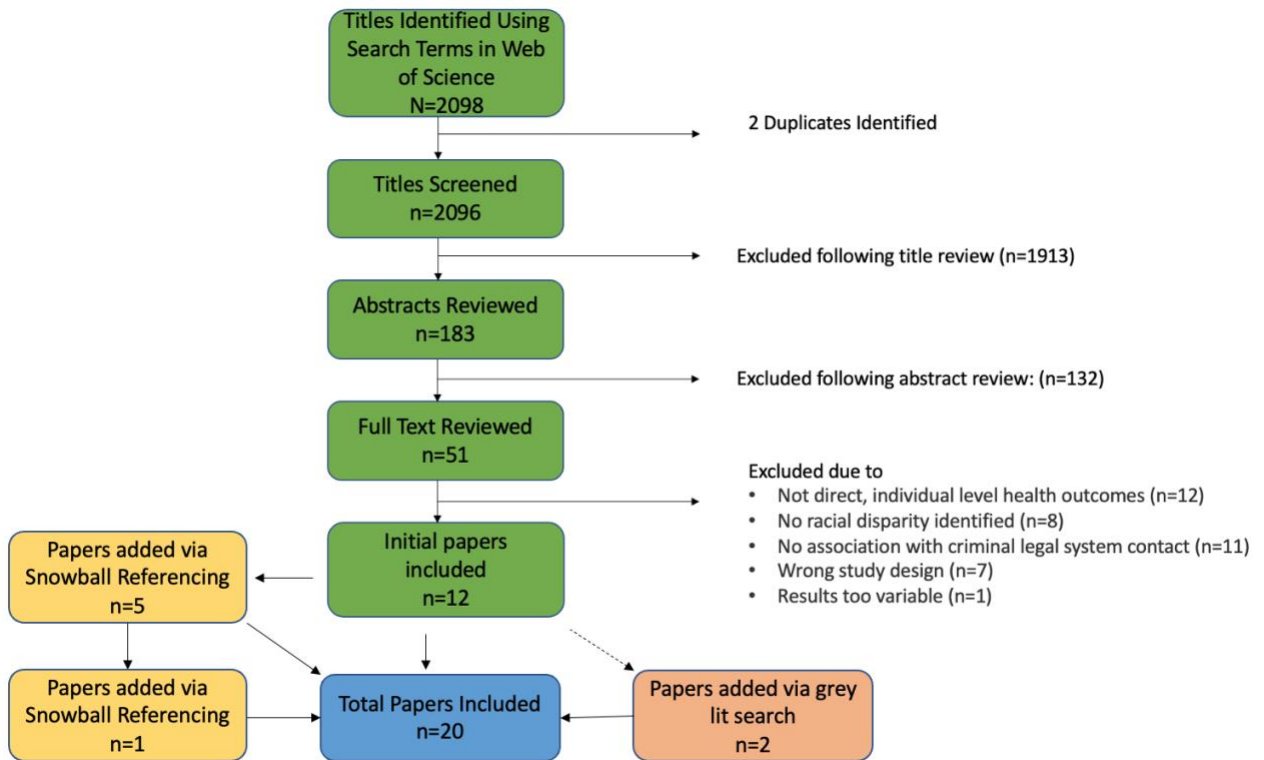 Titles Identified Using
Search Terms in Web
of Science
N=2098
2 Duplicates Identified
Titles Screened
n=2096
Excluded following title review (n=1913)
Abstracts Reviewed
n=183
Excluded following abstract review: (n=132)
Full Text Reviewed
n=51
Excluded due to
• Not direct, individual level health outcomes (n=12)
• No racial disparity identified (n=8)
• No association with criminal legal system contact (n=11)
• Wrong study design (n=7)
• Results too variable (n=1)
Initial papers
included
n=12
Papers added via
Snowball Referencing
n=5
Papers added via
Snowball Referencing
n=1
Total Papers Included
n=20
Papers added via grey
lit search
n=2